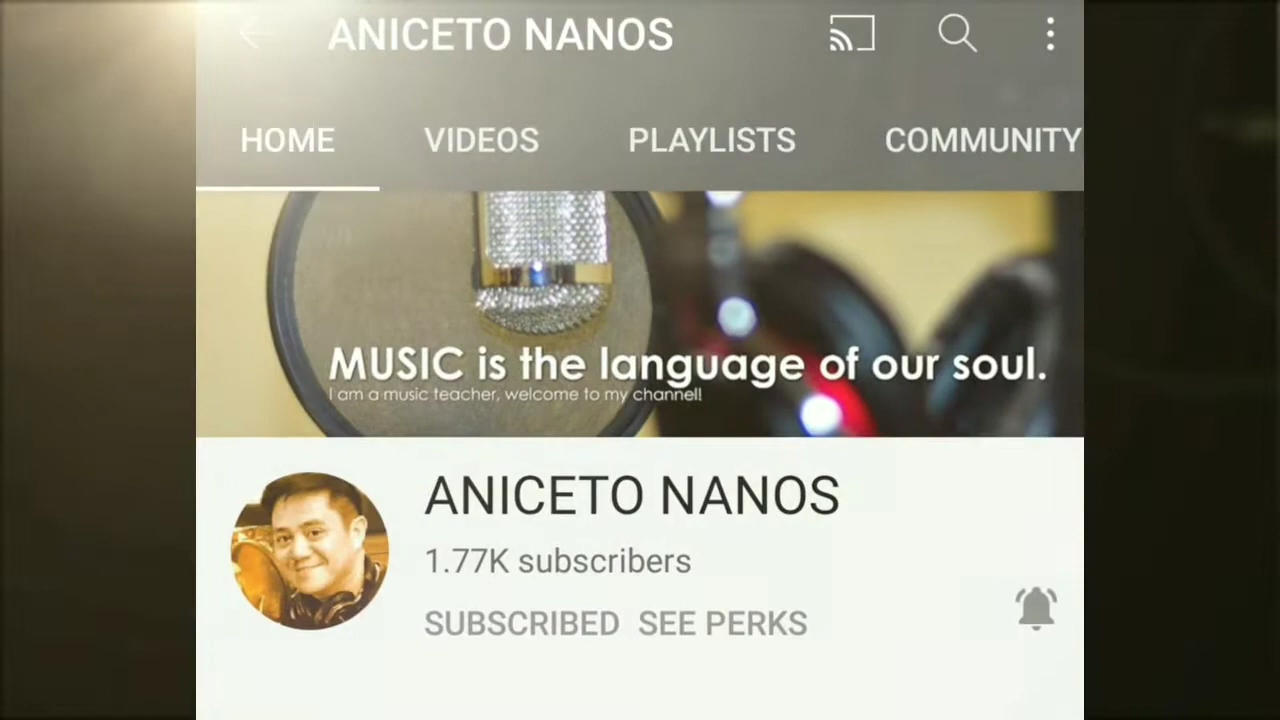 ANICETO NANOS
HOME VIDEOS PLAYLISTS COMMUNITY
MUSIC is the language of our soul.
I am a music teacher, welcome to my channel!
ANICETO NANOS
1.77K subscribers
SUBSCRIBED SEE PERKS